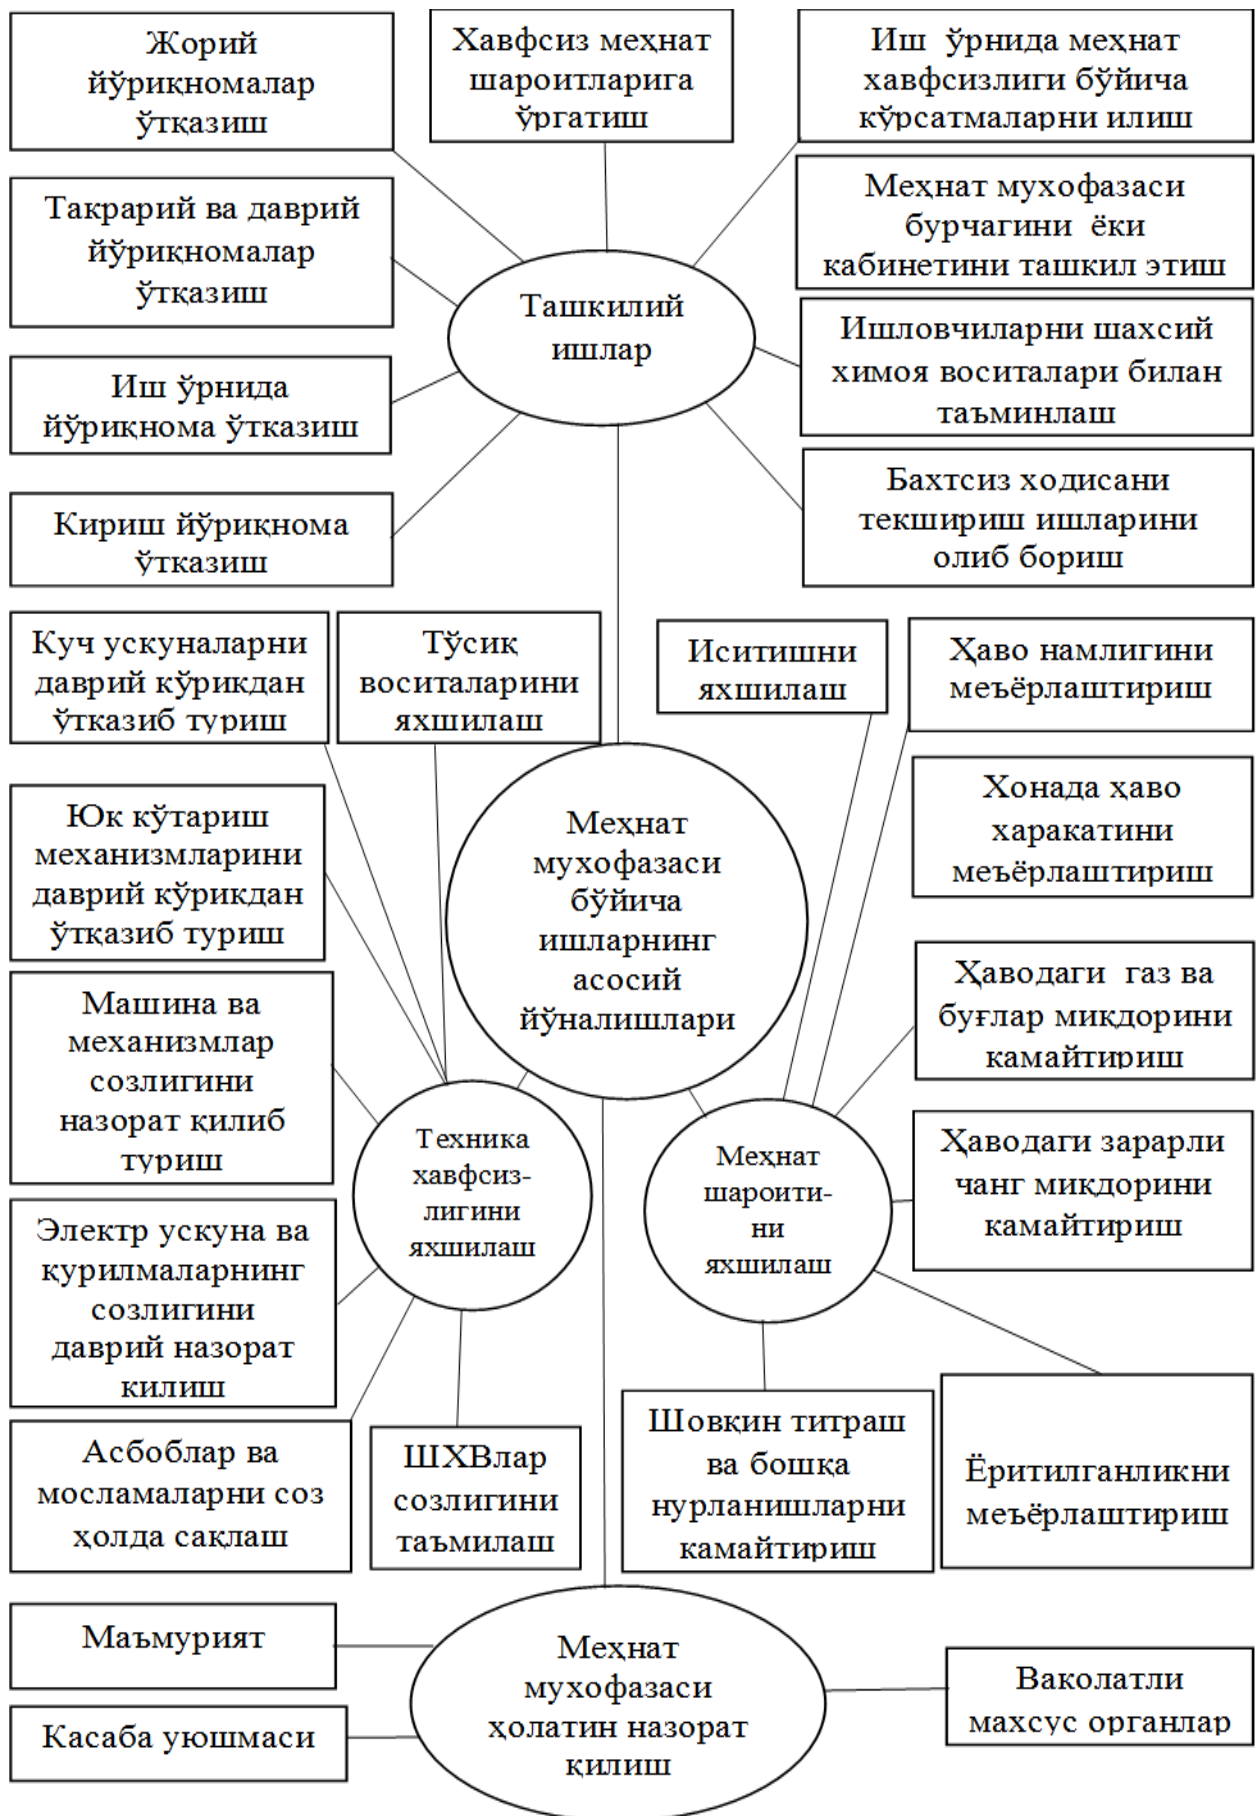 Жорий
йўриқномалар
ўтқазиш
Хавфсиз меҳнат
шароитларига
ўргатиш
Иш ўрнида меҳнат
хавфсизлиги бўйича
кўрсатмаларни илиш
Такрарий ва даврий
йўриқномалар
ўтқазиш
Меҳнат мухофазаси
бурчагини ёки
кабинетини ташкил этиш
Ташкилий
ишлар
Ишловчиларни шахсий
химоя воситалари билан
таъминлаш
Иш ўрнида
йўриқнома ўтказиш
Бахтсиз ходисани
текшириш ишларини
олиб бориш
Кириш йўриқнома
ўтказиш
Куч ускуналарни
даврий кўрикдан
ўтказиб туриш
Тўсиқ
воситаларини
яхшилаш
Иситишни
яхшилаш
Ҳаво намлигини
меъёрлаштириш
Юк кўтариш
механизмларини
даврий кўрикдан
ўтқазиб туриш
Меҳнат
мухофазаси
бўйича
ишларнинг
асосий
йўналишлари
Хонада ҳаво
харакатини
меъёрлаштириш
Машина ва
механизмлар
созлигини
назорат қилиб
туриш
Ҳаводаги газ ва
буғлар миқдорини
камайтириш
Техника
хавфсиз-
лигини
яхшилаш
Меҳнат
шароити-
ни
яхшилаш
Ҳаводаги зарарли
чанг миқдорини
камайтириш
Электр ускуна ва
қурилмаларнинг
созлигини
даврий назорат
килиш
Асбоблар ва
мосламаларни соз
ҳолда сақлаш
ШХВлар
созлигини
таъмилаш
Шовқин титраш
ва бошқа
нурланишларни
камайтириш
Ёритилганликни
меъёрлаштириш
Маъмурият
Касаба уюшмаси
Меҳнат
мухофазаси
ҳолатин назорат
қилиш
Ваколатли
махсус органлар